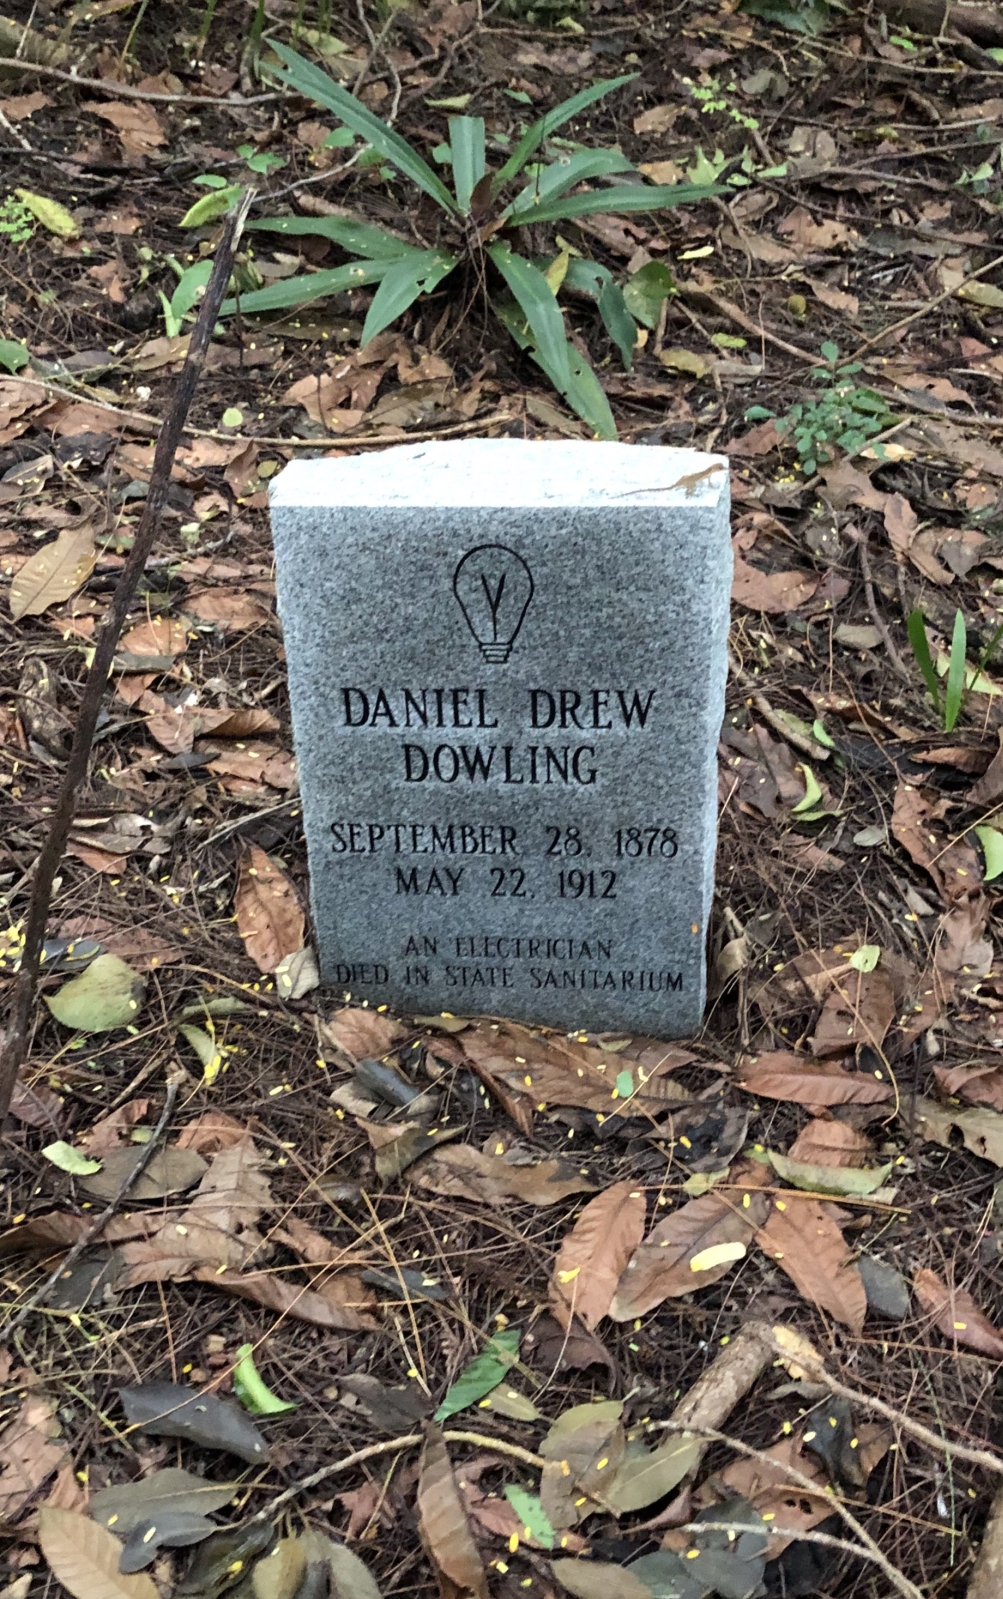 DANIEL DREW
DOWLING
SEPTEMBER 28, 1878
MAY 22, 1912
AN ELECTRICIAN
DIED IN STATE SANITARIUM